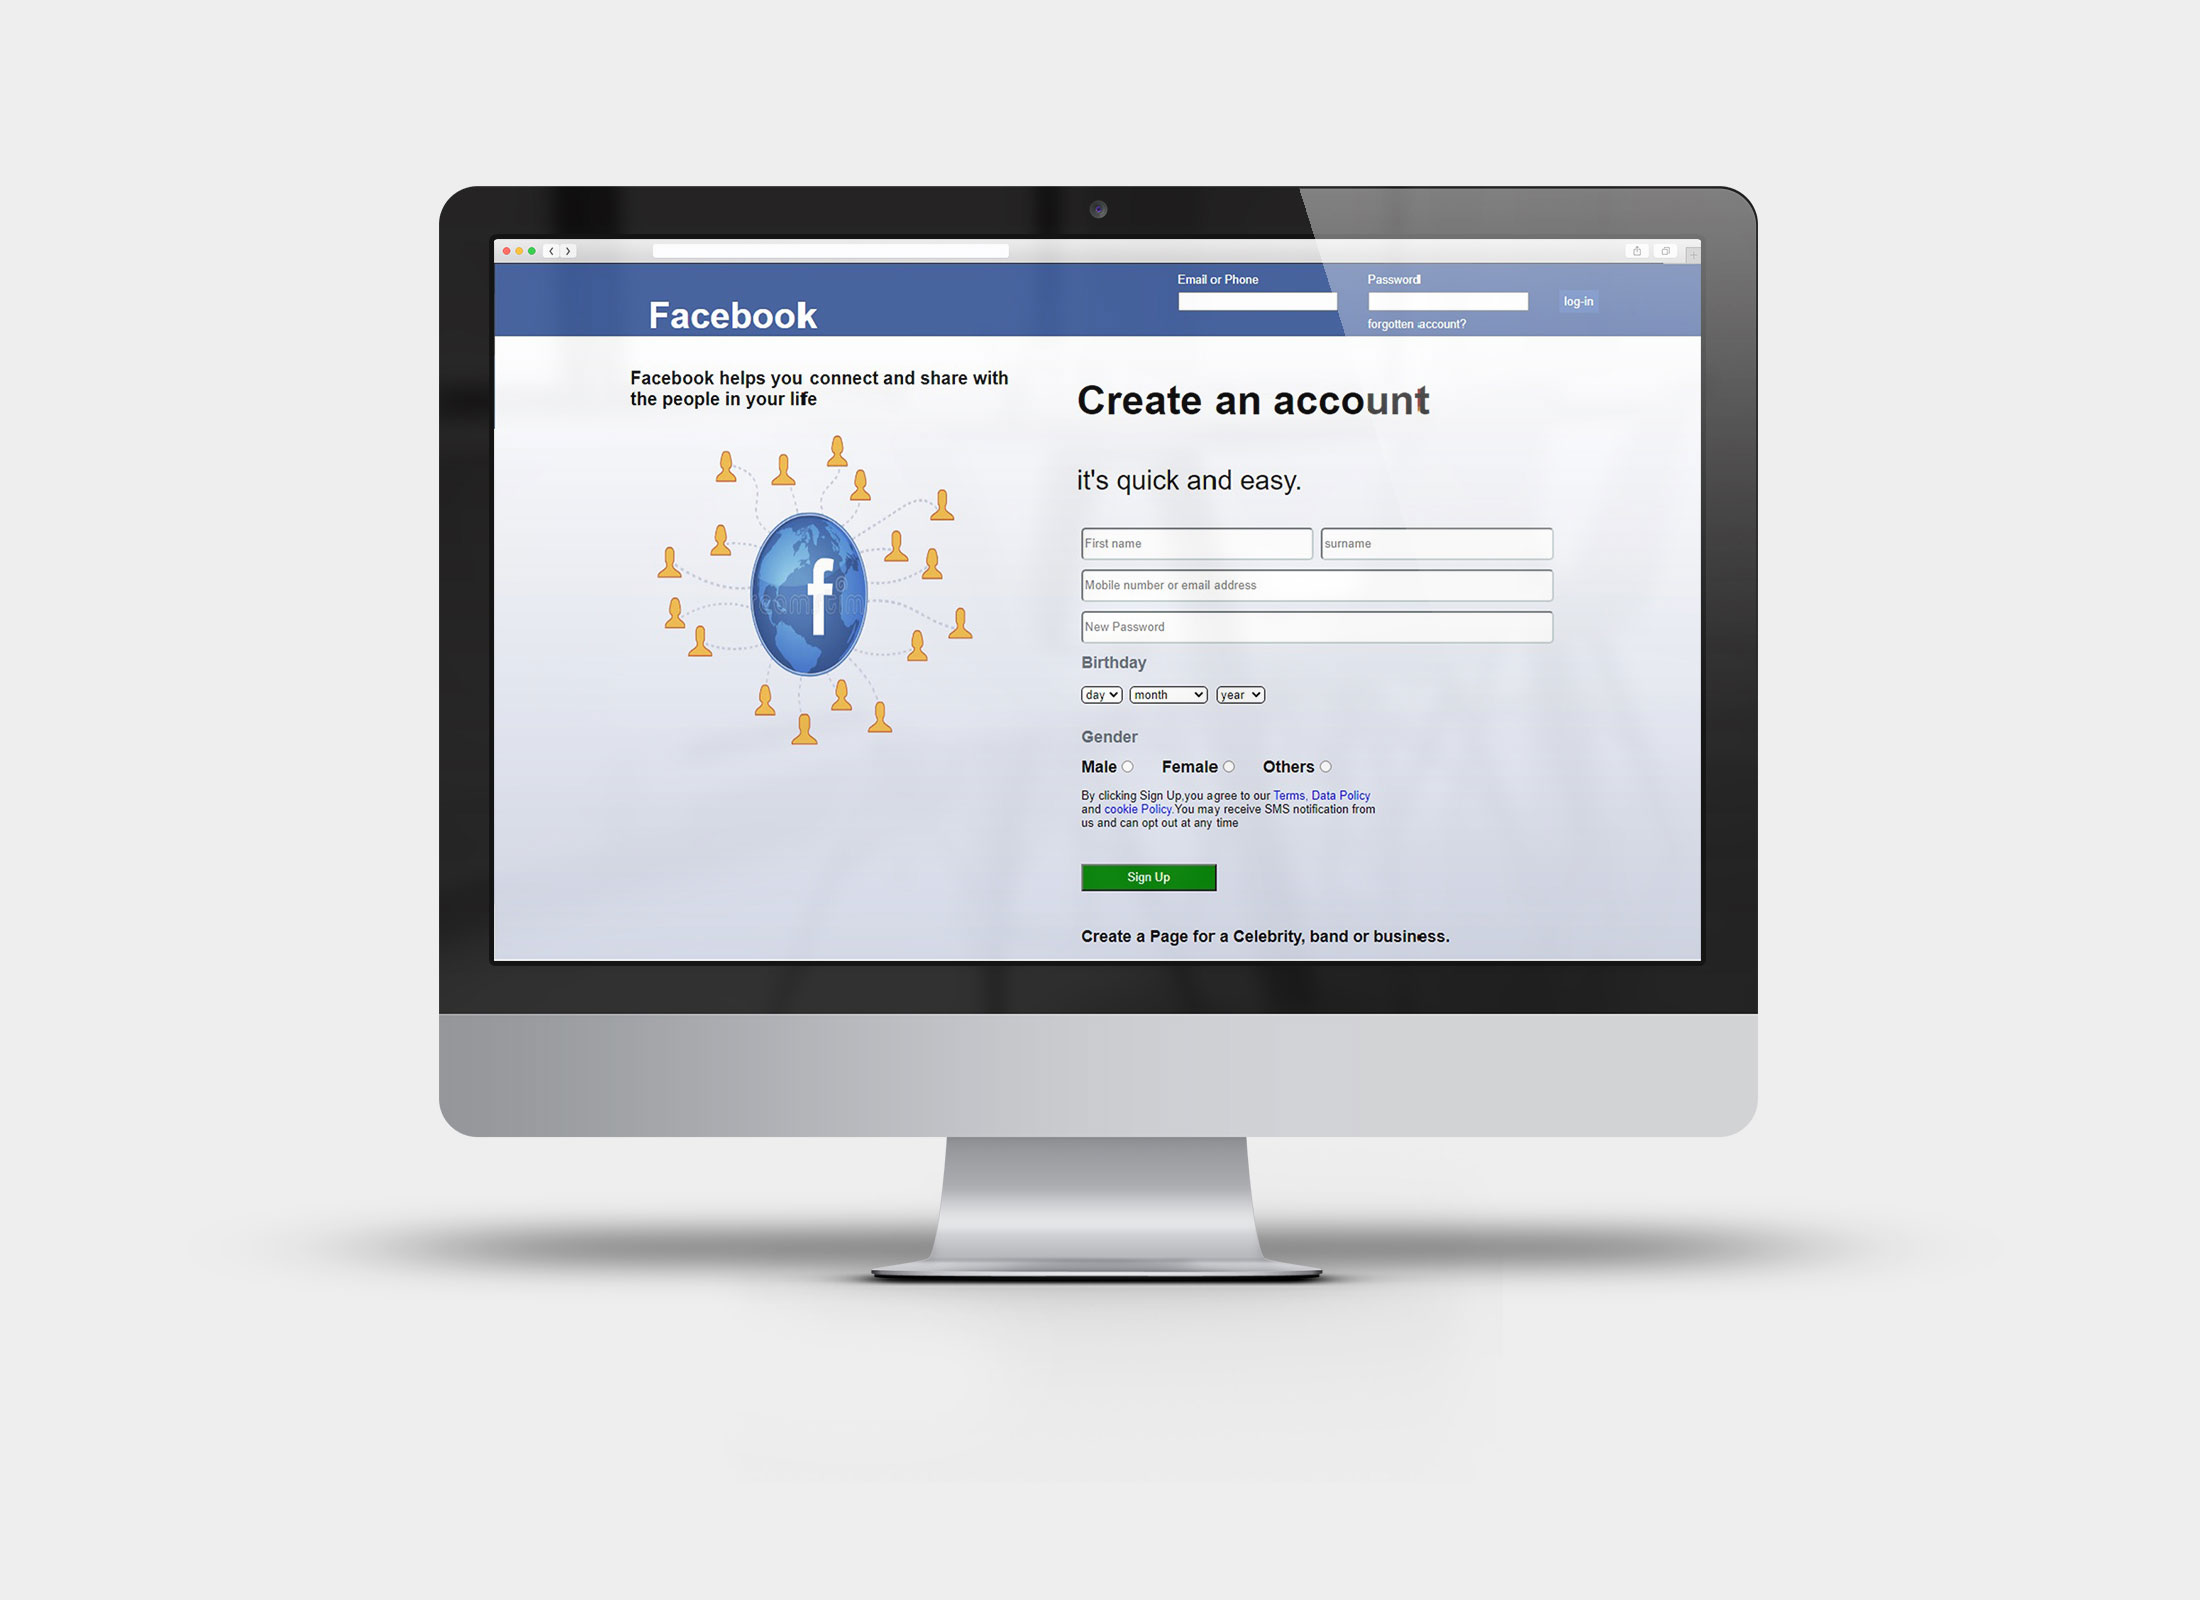 Email or Phone
Password
Facebook
log-in
forgotten account?
Facebook helps you connect and share with
the people in your life
Create an account
it's quick and easy.
f
First name
surname
Mobile number or email address
New Password
Birthday
day
month
year
Gender
Male
Female
Others
By clicking Sign Up,you agree to our Terms, Data Policy
and cookie Policy.You may receive SMS notification from
us and can opt out at any time
Sign Up
Create a Page for a Celebrity, band or business.